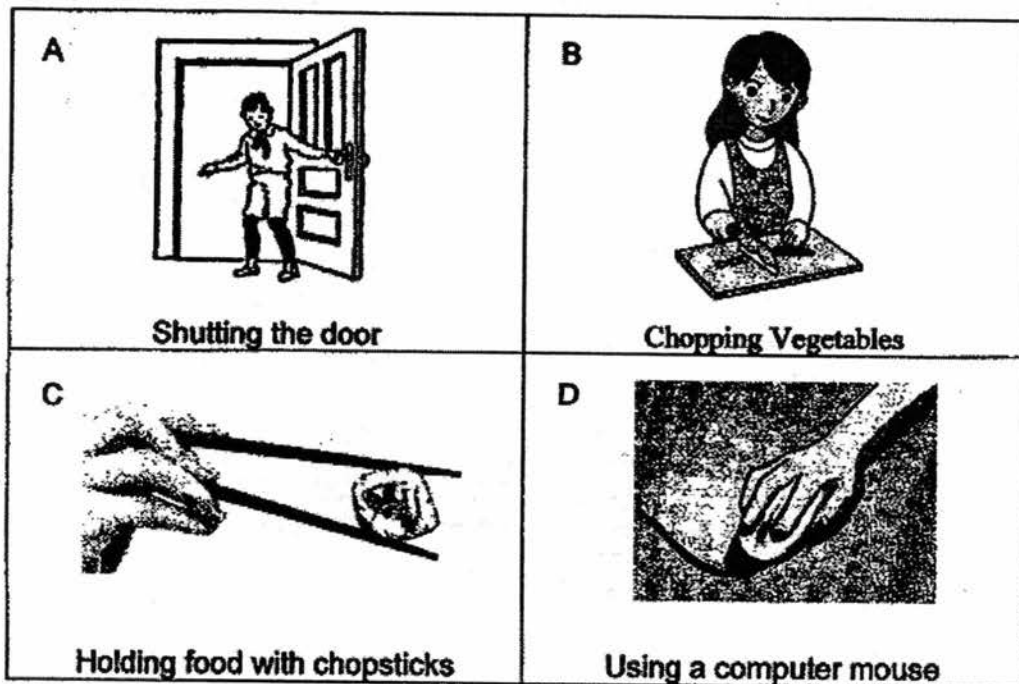 A
Shutting the door
B
Chopping Vegetables
C
Holding food with chopsticks
D
Using a computer mouse